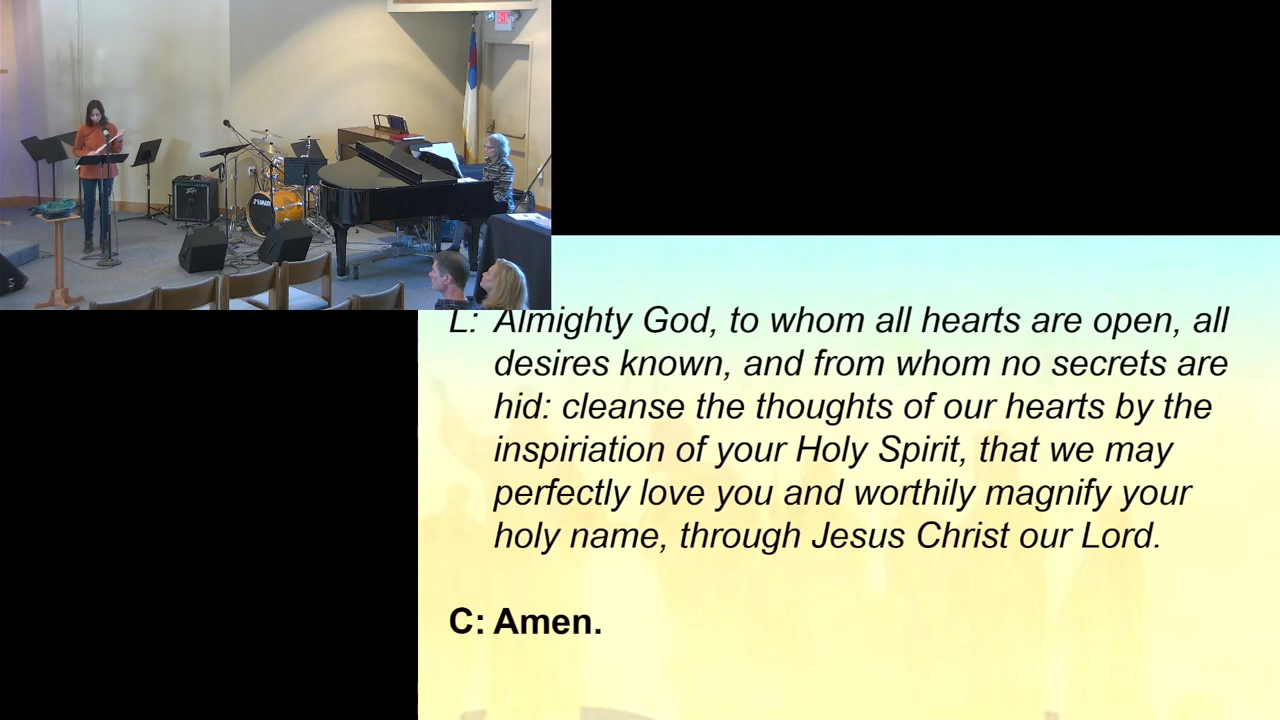 EXIT
PEAVEY
L: Almighty God, to whom all hearts are open, all
desires known, and from whom no secrets are
hid: cleanse the thoughts of our hearts by the
inspiriation of your Holy Spirit, that we may
perfectly love you and worthily magnify your
holy name, through Jesus Christ our Lord.
C: Amen.